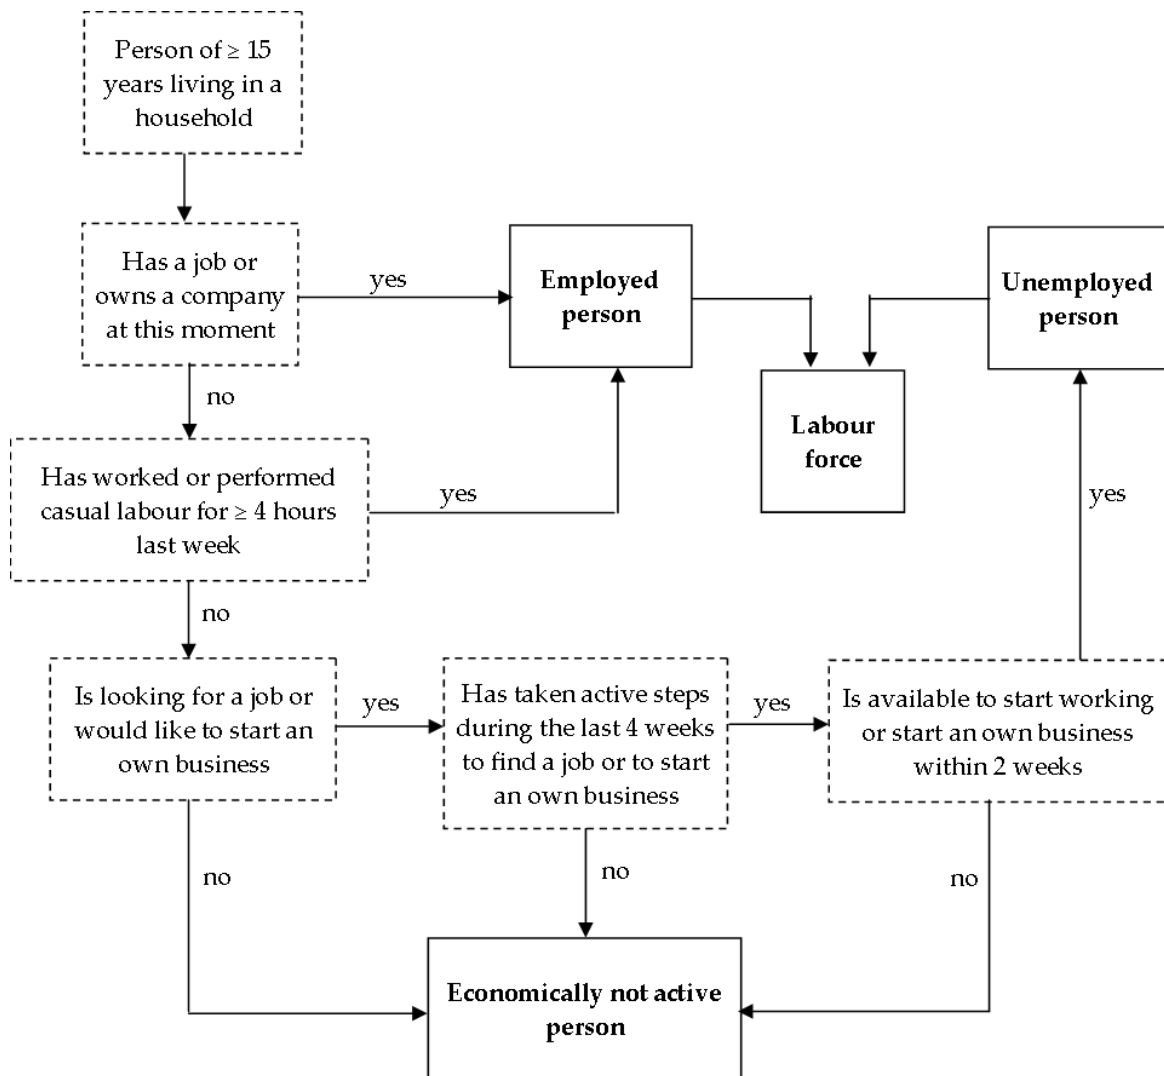 Person of ≥ 15
years living in a
household
Has a job or
owns a company
at this moment
yes
Employed
person
Unemployed
person
no
Labour
force
Has worked or performed
casual labour for ≥ 4 hours
last week
yes
yes
no
Is looking for a job or
would like to start an
own business
yes
Has taken active steps
during the last 4 weeks
to find a job or to start
an own business
yes
Is available to start working
or start an own business
within 2 weeks
no
no
no
Economically not active
person